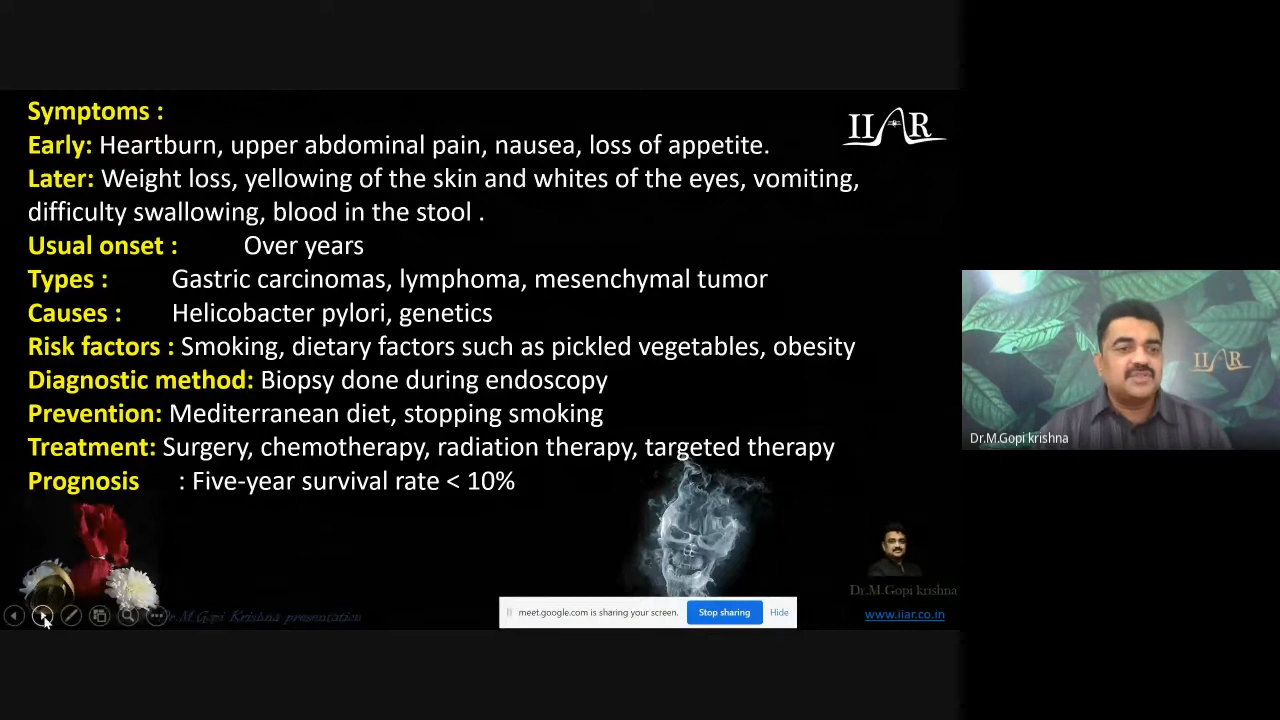 Symptoms :
Early: Heartburn, upper abdominal pain, nausea, loss of appetite.
Later: Weight loss, yellowing of the skin and whites of the eyes, vomiting,
difficulty swallowing, blood in the stool .
Usual onset : Over years
Types : Gastric carcinomas, lymphoma, mesenchymal tumor
Causes : Helicobacter pylori, genetics
Risk factors : Smoking, dietary factors such as pickled vegetables, obesity
Diagnostic method: Biopsy done during endoscopy
Prevention: Mediterranean diet, stopping smoking
Treatment: Surgery, chemotherapy, radiation therapy, targeted therapy
Prognosis : Five-year survival rate < 10%
IIAR
IIAR
Dr.M.Gopi krishna
Dr.M.Gopi krishna
www.iiar.co.in
Dr.M.Gopi Krishna presentation
meet.google.com is sharing your screen.
Stop sharing
Hide